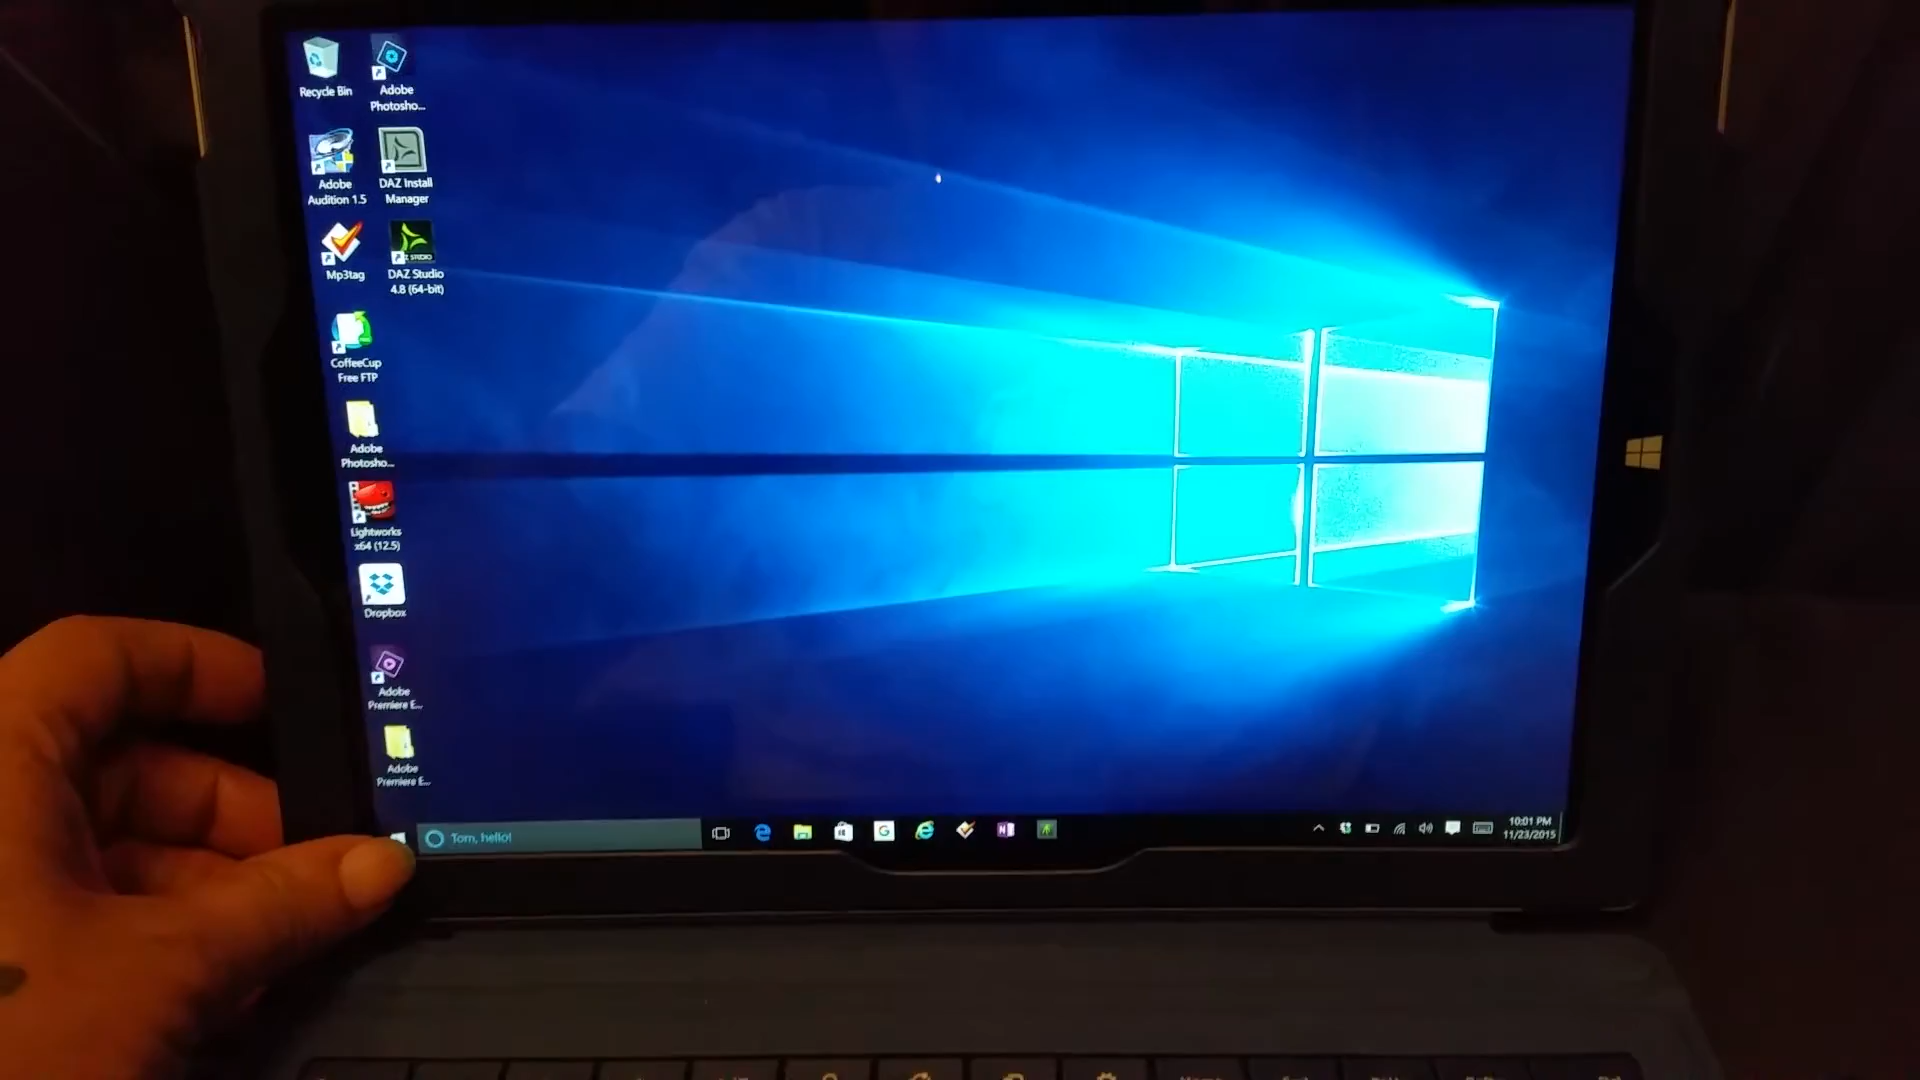 Recycle Bin
Adobe
Photosho...
Adobe
Audition 1.5
DAZ Install
Manager
Mp3tag
Z STUDIO
DAZ Studio
4.8 (64-bit)
CoffeeCup
Free FTP
Adobe
Photosho...
Lightworks
x64 (12.5)
Dropbox
Adobe
Premiere E...
Adobe
Premiere E...
Tom, hello!
G
N
10:01 PM
11/23/2015